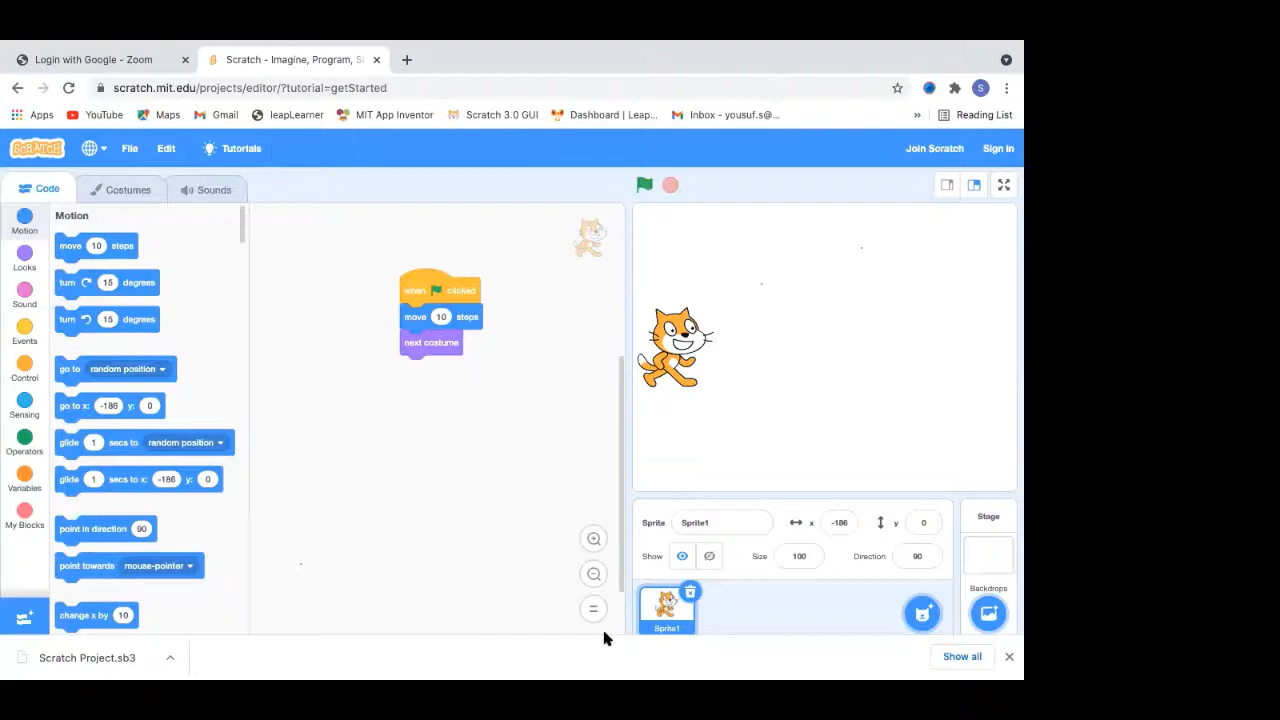 Login with Google - Zoom
Scratch - Imagine, Program, S
scratch.mit.edu/projects/editor/?tutorial=getStarted
S
Apps YouTube Maps Gmail leapLearner MIT App Inventor Scratch 3.0 GUI Dashboard | Leap... Inbox - yousuf.s@... » Reading List
SCRATCH File Edit Tutorials Join Scratch Sign in
Code Costumes Sounds
Motion
Looks
Sound
Events
Control
Sensing
Operators
Variables
My Blocks
Motion
move 10 steps
turn 15 degrees
turn 15 degrees
go to random position
go to x: -186 y: 0
glide 1 secs to random position
glide 1 secs to x: -186 y: 0
point in direction 90
point towards mouse-pointer
change x by 10
when clicked
move 10 steps
next costume
Sprite Sprite1 x -186 y 0
Show Size 100 Direction 90
Sprite1
Stage
Backdrops
Scratch Project.sb3
Show all